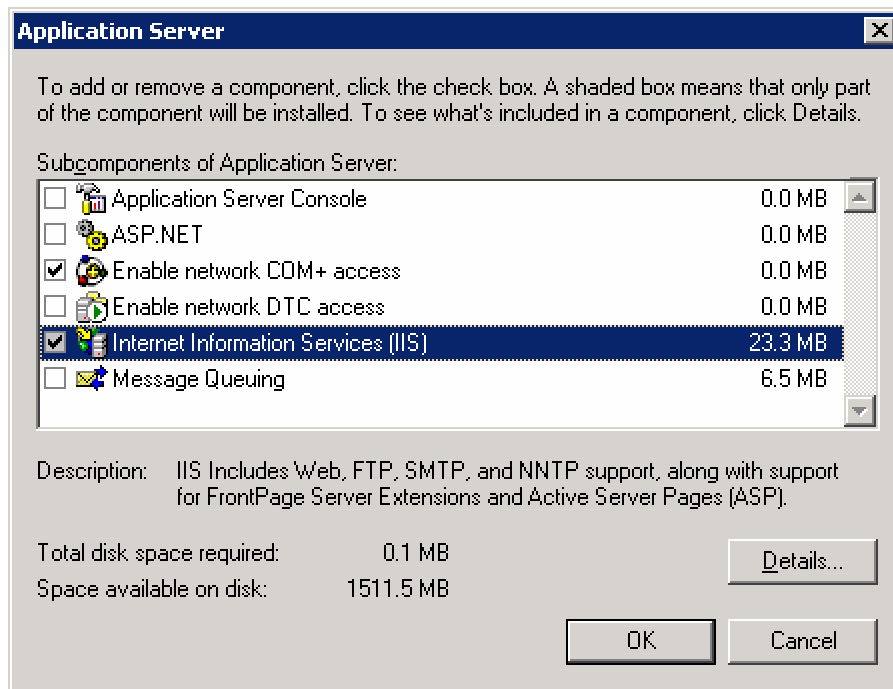 Application Server
To add or remove a component, click the check box. A shaded box means that only part
of the component will be installed. To see what's included in a component, click Details.
Subcomponents of Application Server:
Application Server Console 0.0 MB
ASP.NET 0.0 MB
Enable network COM+ access 0.0 MB
Enable network DTC access 0.0 MB
Internet Information Services (IIS) 23.3 MB
Message Queuing 6.5 MB
Description: IIS Includes Web, FTP, SMTP, and NNTP support, along with support
for FrontPage Server Extensions and Active Server Pages (ASP).
Total disk space required: 0.1 MB
Space available on disk: 1511.5 MB
Details...
OK Cancel